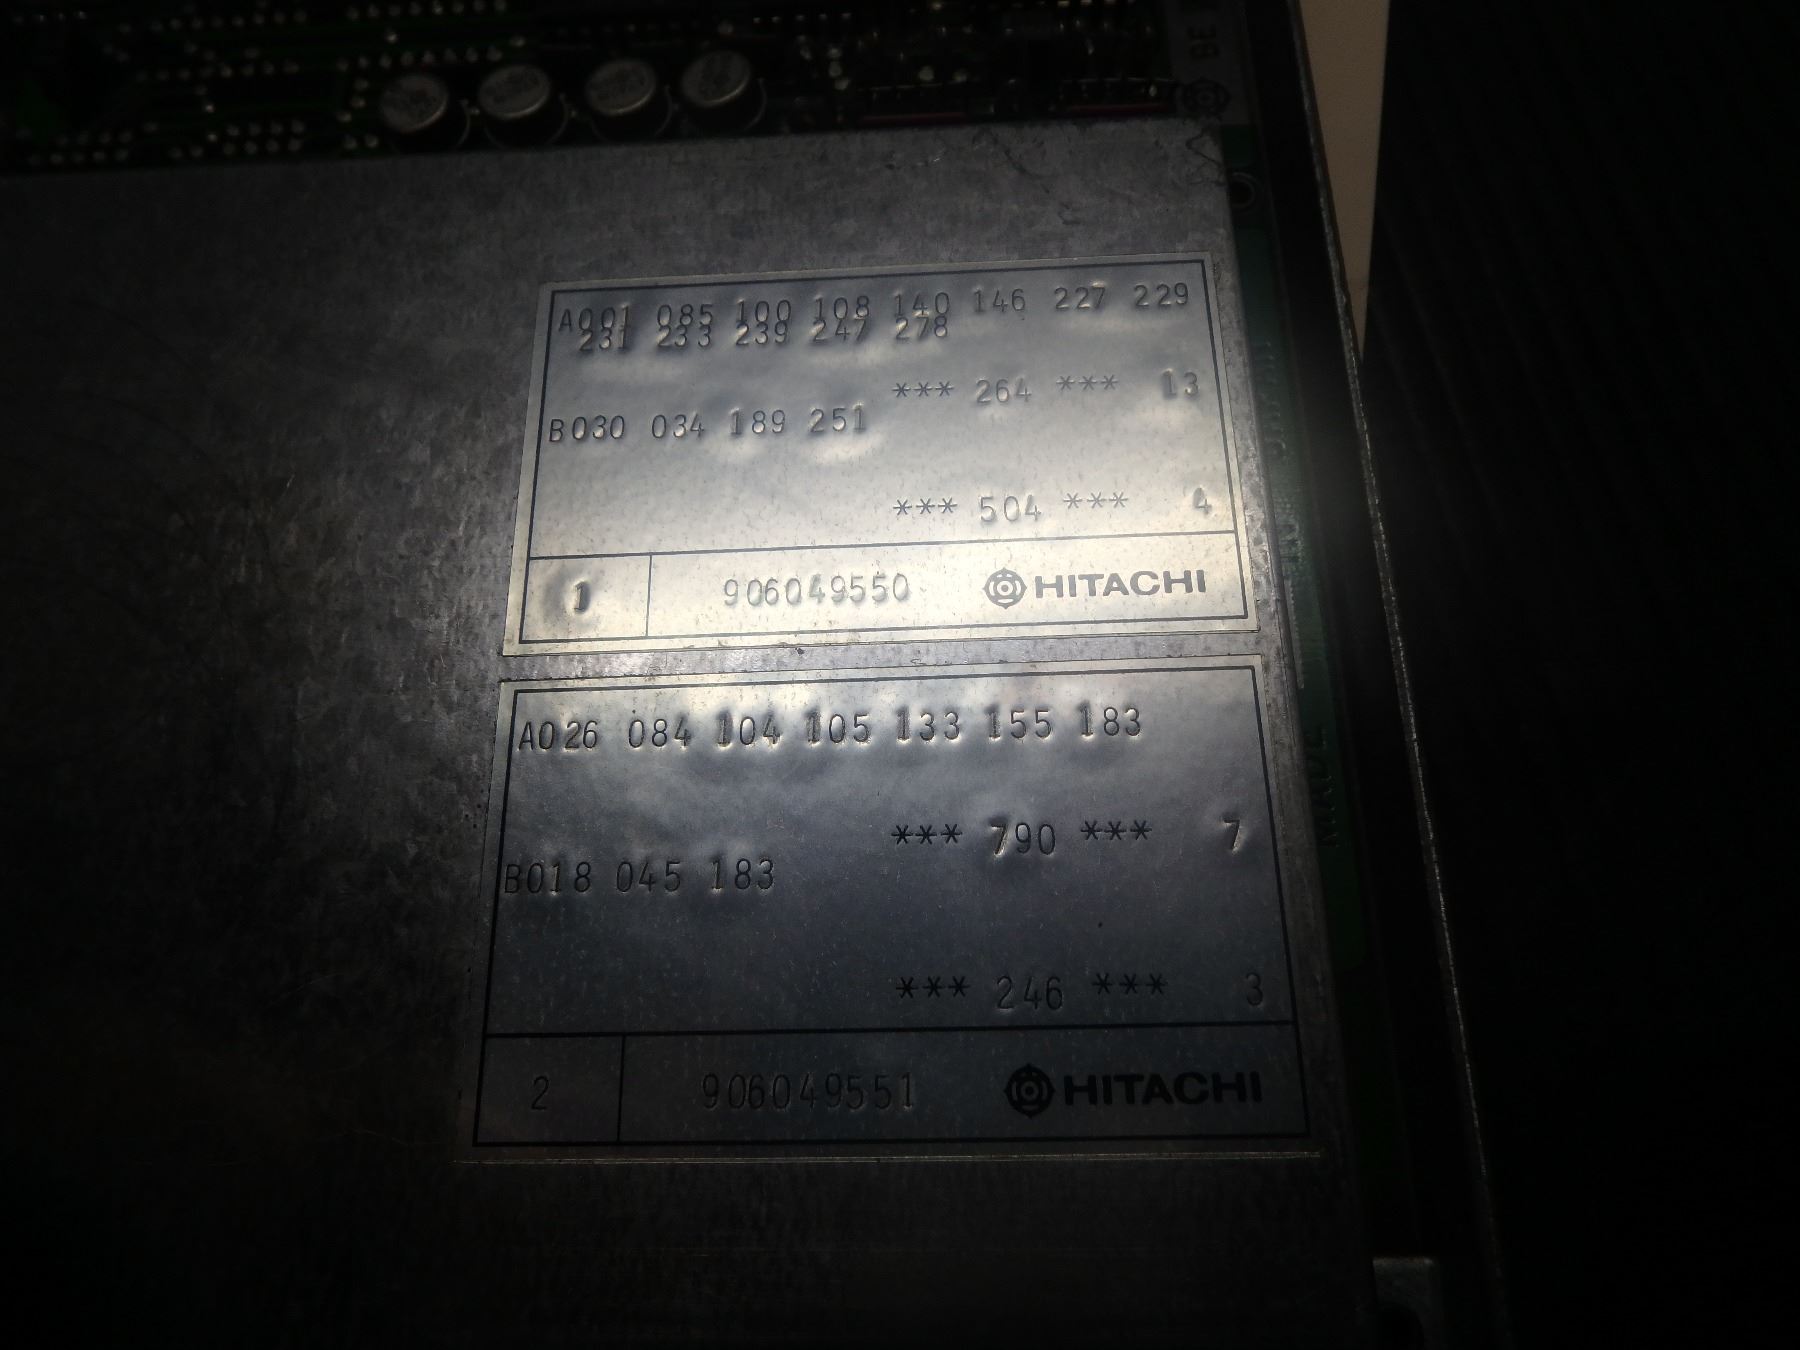 BE
A001 085 100 108 140 146 227 229
231 233 239 247 278
*** 264 *** 13
B030 034 189 251
*** 504 *** 4
1 906049550 HITACHI
A026 084 104 105 133 155 183
*** 790 *** 7
B018 045 183
*** 246 *** 3
2 906049551 HITACHI
MADE